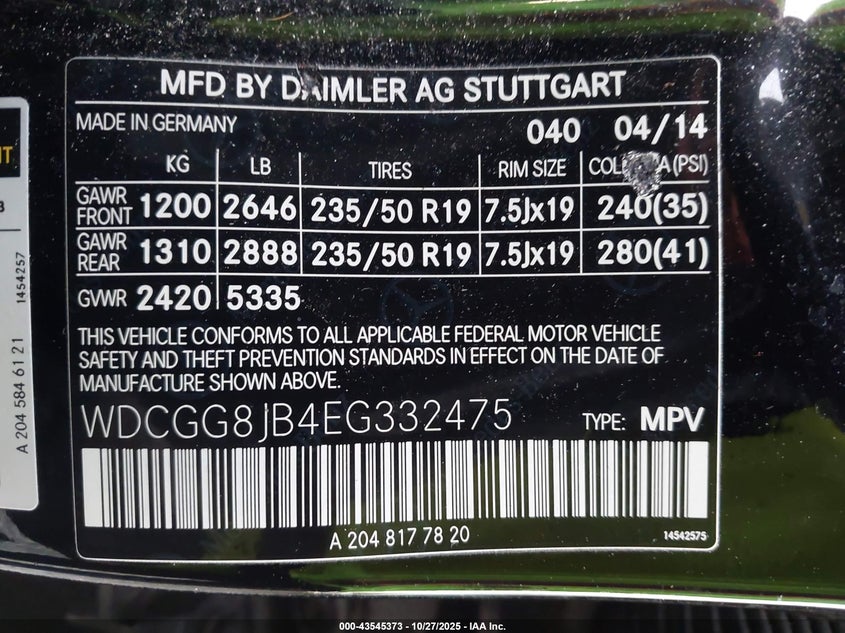 MFD BY DAIMLER AG STUTTGART
MADE IN GERMANY 040 04/14
KG LB TIRES RIM SIZE (PSI)
GAWR FRONT 1200 2646 235/50 R19 7.5Jx19 240(35)
GAWR REAR 1310 2888 235/50 R19 7.5Jx19 280(41)
GVWR 2420 5335
THIS VEHICLE CONFORMS TO ALL APPLICABLE FEDERAL MOTOR VEHICLE
SAFETY AND THEFT PREVENTION STANDARDS IN EFFECT ON THE DATE OF
MANUFACTURE SHOWN ABOVE.
WDCGG8JB4EG332475 TYPE: MPV
A 204 817 78 20 14542575
A 204 584 61 21 1454257
000-43545373 - 10/27/2025 - IAA Inc.